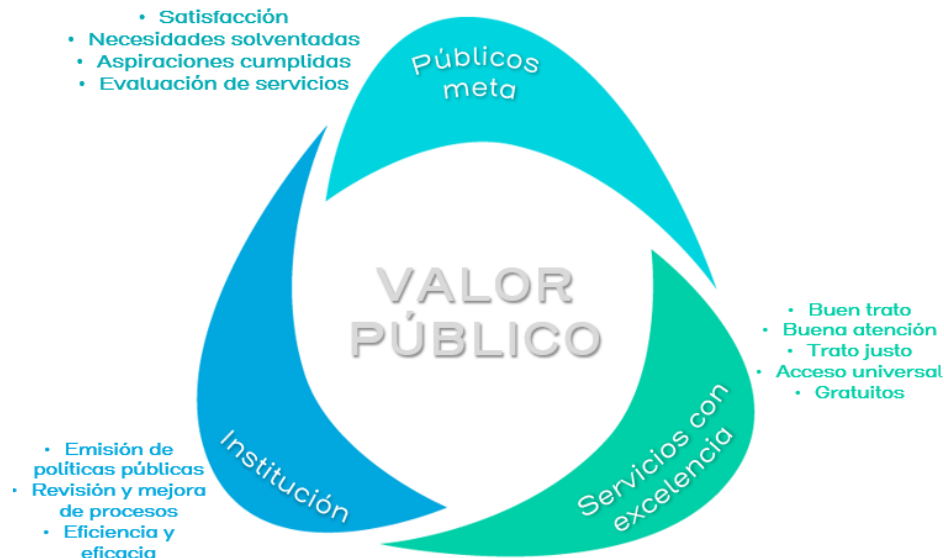 • Satisfacción
• Necesidades solventadas
• Aspiraciones cumplidas
• Evaluación de servicios
Públicos
meta
VALOR
PÚBLICO
• Buen trato
• Buena atención
• Trato justo
• Acceso universal
• Gratuitos
Servicios con
excelencia
Institución
• Emisión de
políticas públicas
• Revisión y mejora
de procesos
• Eficiencia y
eficacia